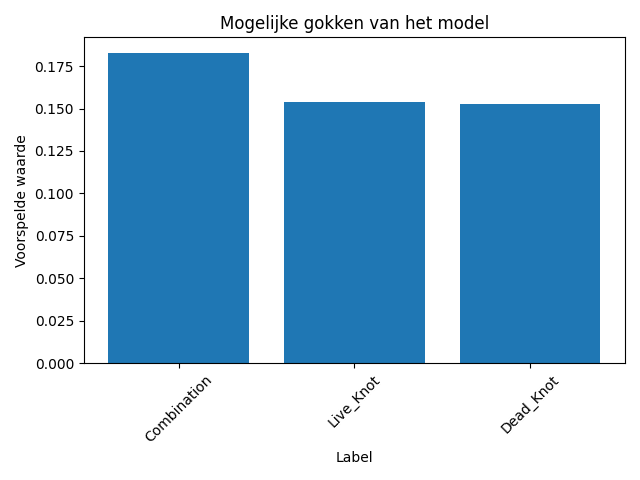 Mogelijke gokken van het model
Voorspelde waarde
0.175
0.150
0.125
0.100
0.075
0.050
0.025
0.000
Combination
Live_Knot
Dead_Knot
Label